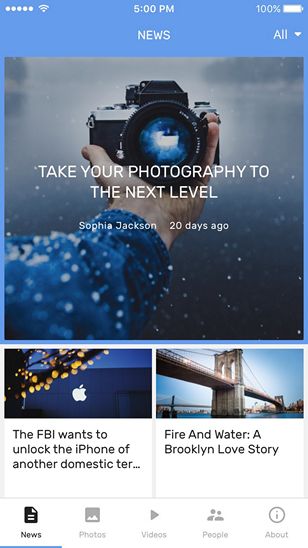 5:00 PM
100%
NEWS
All
TAKE YOUR PHOTOGRAPHY TO
THE NEXT LEVEL
Sophia Jackson 20 days ago
The FBI wants to
unlock the iPhone of
another domestic ter...
Fire And Water: A
Brooklyn Love Story
News
Photos
Videos
People
About